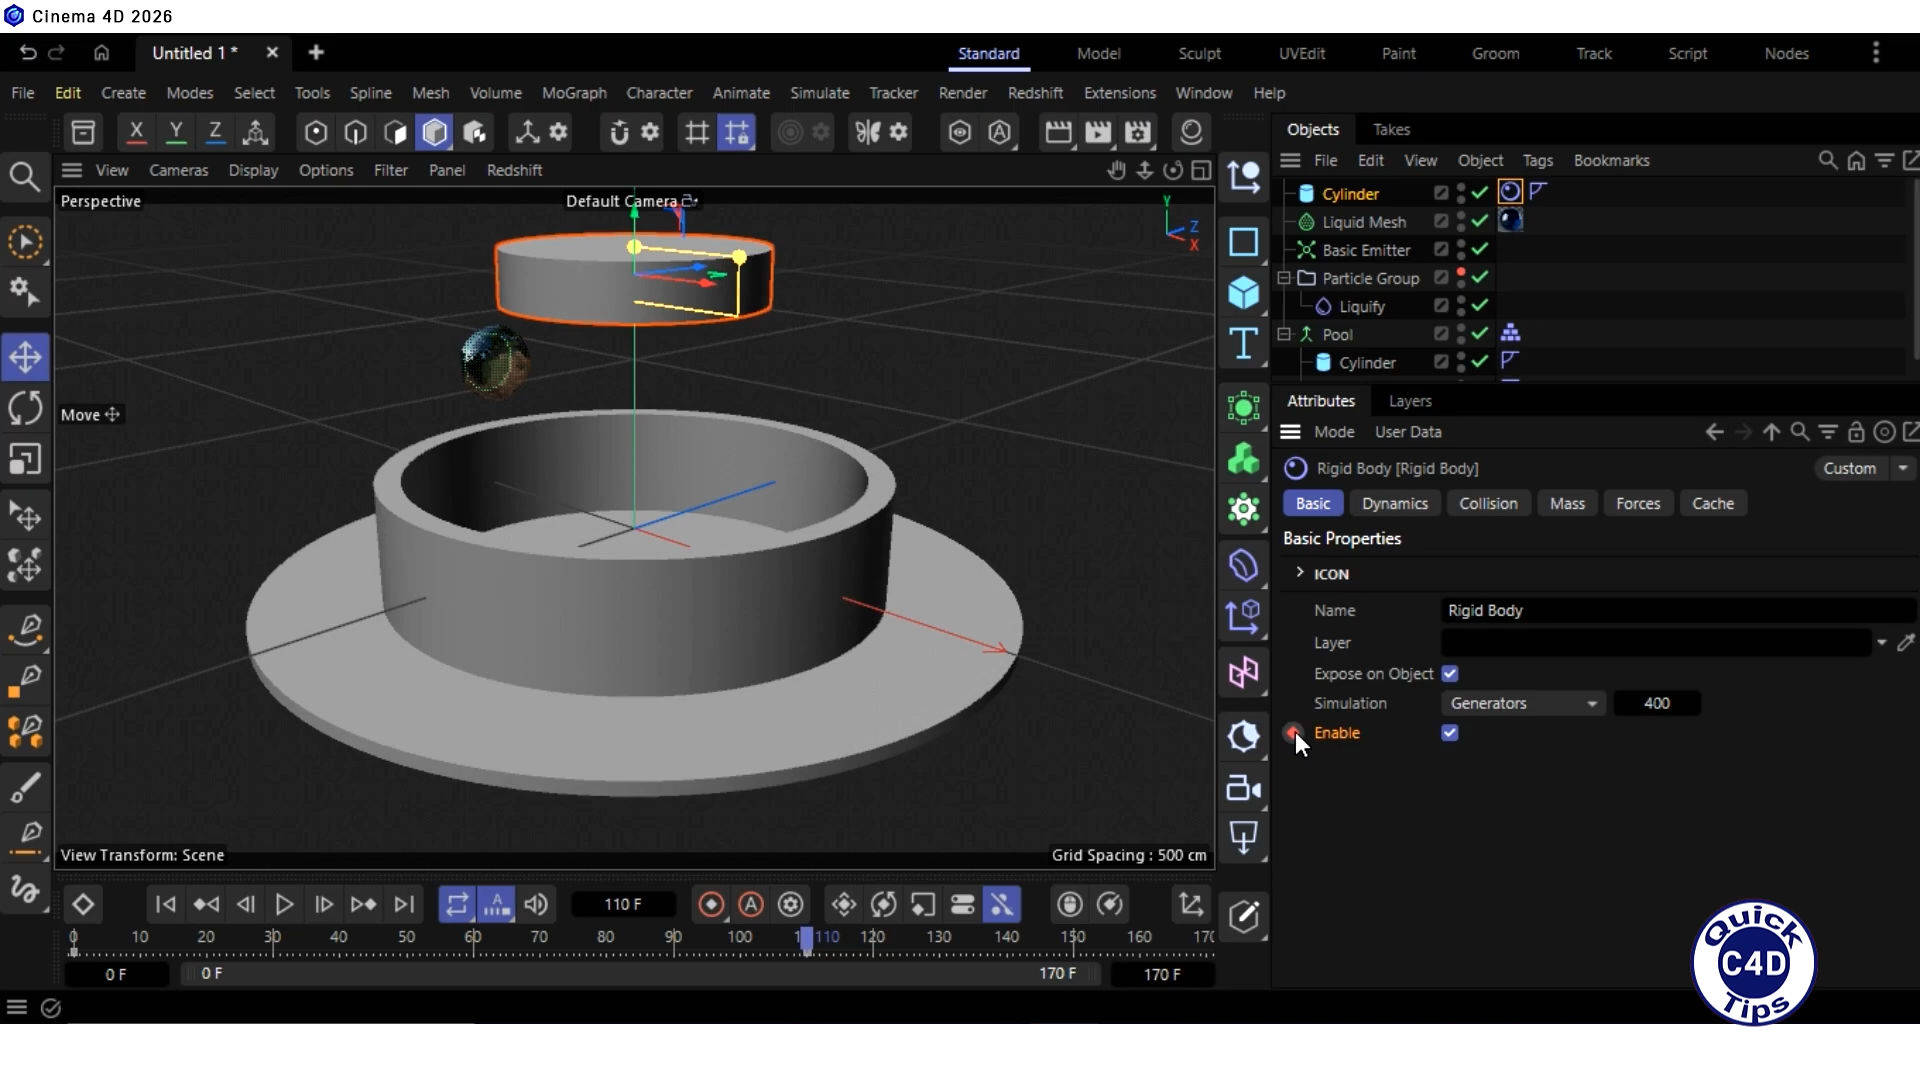 Cinema 4D 2026
Untitled 1 *
Standard Model Sculpt UVEdit Paint Groom Track Script Nodes
File Edit Create Modes Select Tools Spline Mesh Volume MoGraph Character Animate Simulate Tracker Render Redshift Extensions Window Help
X Y Z
Objects Takes
View Cameras Display Options Filter Panel Redshift
File Edit View Object Tags Bookmarks
Perspective
Default Camera
Y
Z
X
Move
Cylinder
Liquid Mesh
Basic Emitter
Particle Group
Liquify
Pool
Cylinder
Attributes Layers
Mode User Data
Rigid Body [Rigid Body]
Custom
Basic Dynamics Collision Mass Forces Cache
Basic Properties
ICON
Name Rigid Body
Layer
Expose on Object
Simulation Generators 400
Enable
View Transform: Scene
Grid Spacing : 500 cm
110 F
0 10 20 30 40 50 60 70 80 90 100 110 120 130 140 150 160 170
0 F 0 F 170 F 170 F
Quick
C4D
Tips